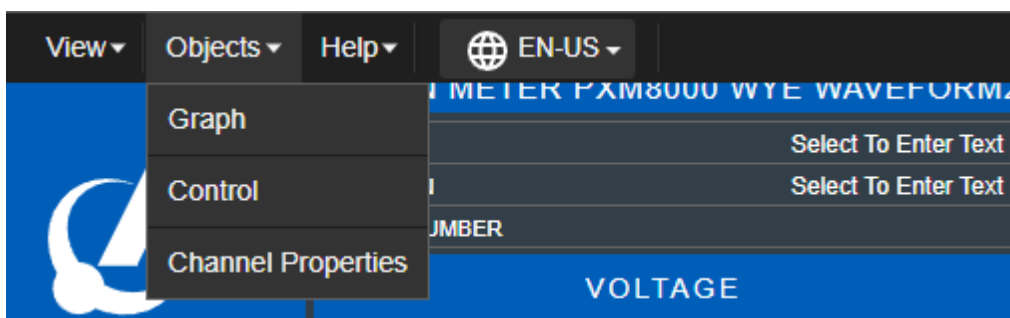 View Objects Help EN-US
METER PXM8000 WYE WAVEFORM
Graph
Select To Enter Text
Control
Select To Enter Text
Channel Properties
VOLTAGE